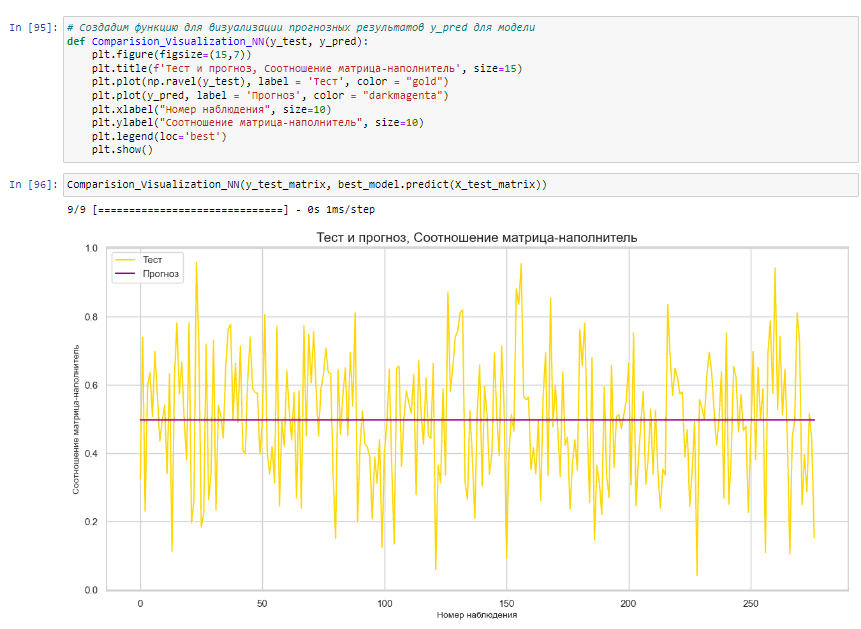 In [95]: # Создадим функцию для визуализации прогнозных результатов y_pred для модели
def Comparision_Visualization_NN(y_test, y_pred):
    plt.figure(figsize=(15,7))
    plt.title(f'Тест и прогноз, Соотношение матрица-наполнитель', size=15)
    plt.plot(np.ravel(y_test), label = 'Тест', color = "gold")
    plt.plot(y_pred, label = 'Прогноз', color = "darkmagenta")
    plt.xlabel("Номер наблюдения", size=10)
    plt.ylabel("Соотношение матрица-наполнитель", size=10)
    plt.legend(loc='best')
    plt.show()
In [96]: Comparision_Visualization_NN(y_test_matrix, best_model.predict(X_test_matrix))
9/9 [==============================] - 0s 1ms/step
Тест и прогноз, Соотношение матрица-наполнитель
Тест
Прогноз
Соотношение матрица-наполнитель
1.0
0.8
0.6
0.4
0.2
0.0
0 50 100 150 200 250
Номер наблюдения